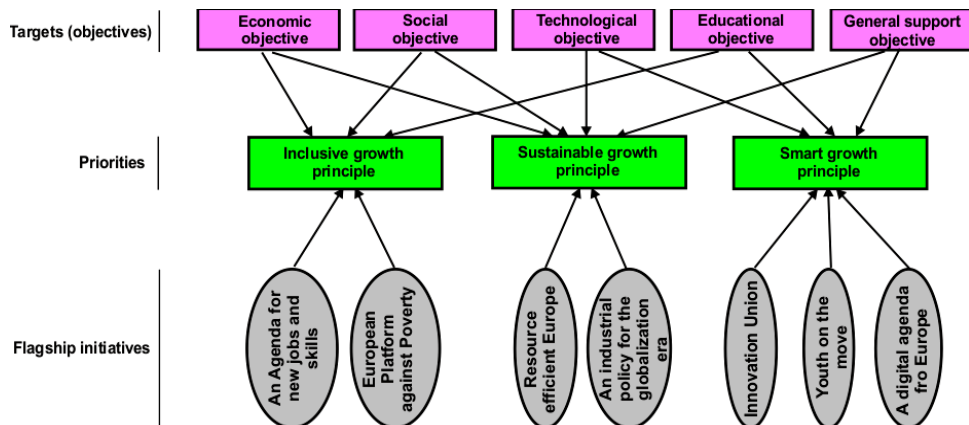 Targets (objectives)
Economic
objective
Social
objective
Technological
objective
Educational
objective
General support
objective
Priorities
Inclusive growth
principle
Sustainable growth
principle
Smart growth
principle
Flagship initiatives
An Agenda for
new jobs and
skills
European
Platform
against Poverty
Resource
efficient Europe
An industrial
policy for the
globalization
era
Innovation Union
Youth on the
move
A digital agenda
fro Europe